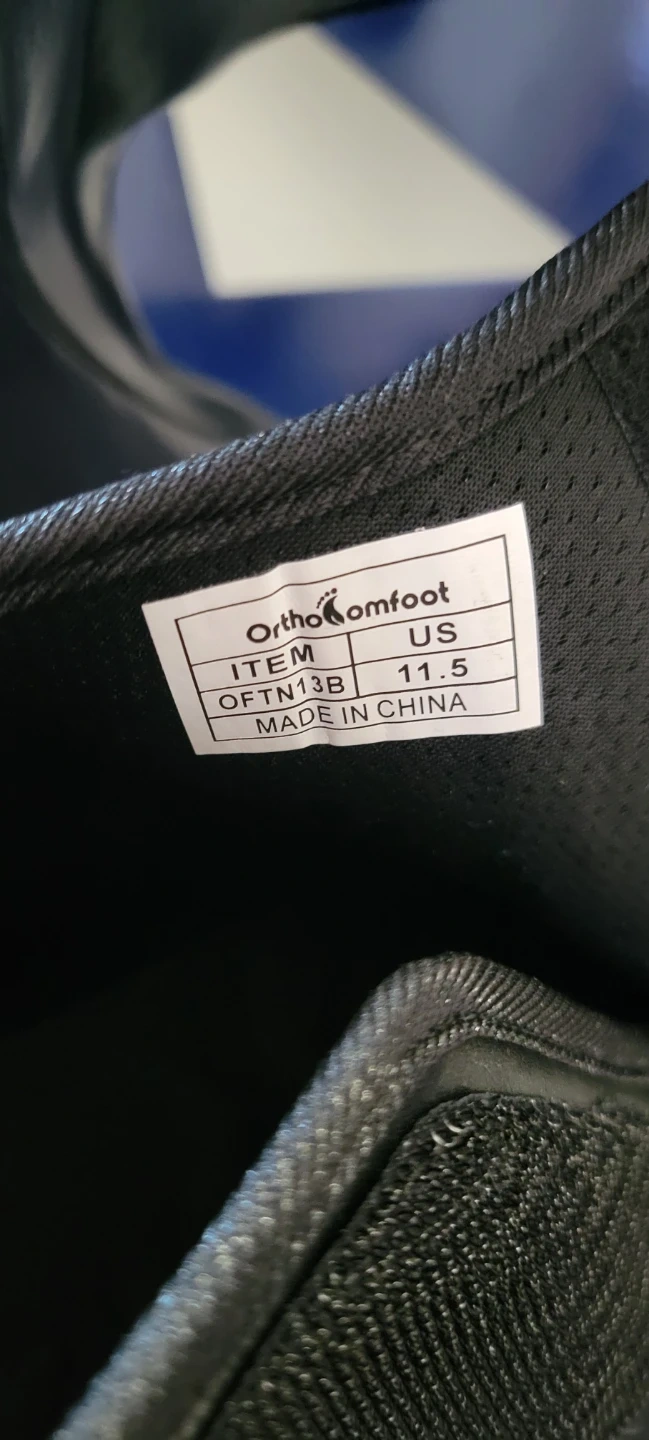 OrthoComfoot
ITEM US
OFTN13B 11.5
MADE IN CHINA